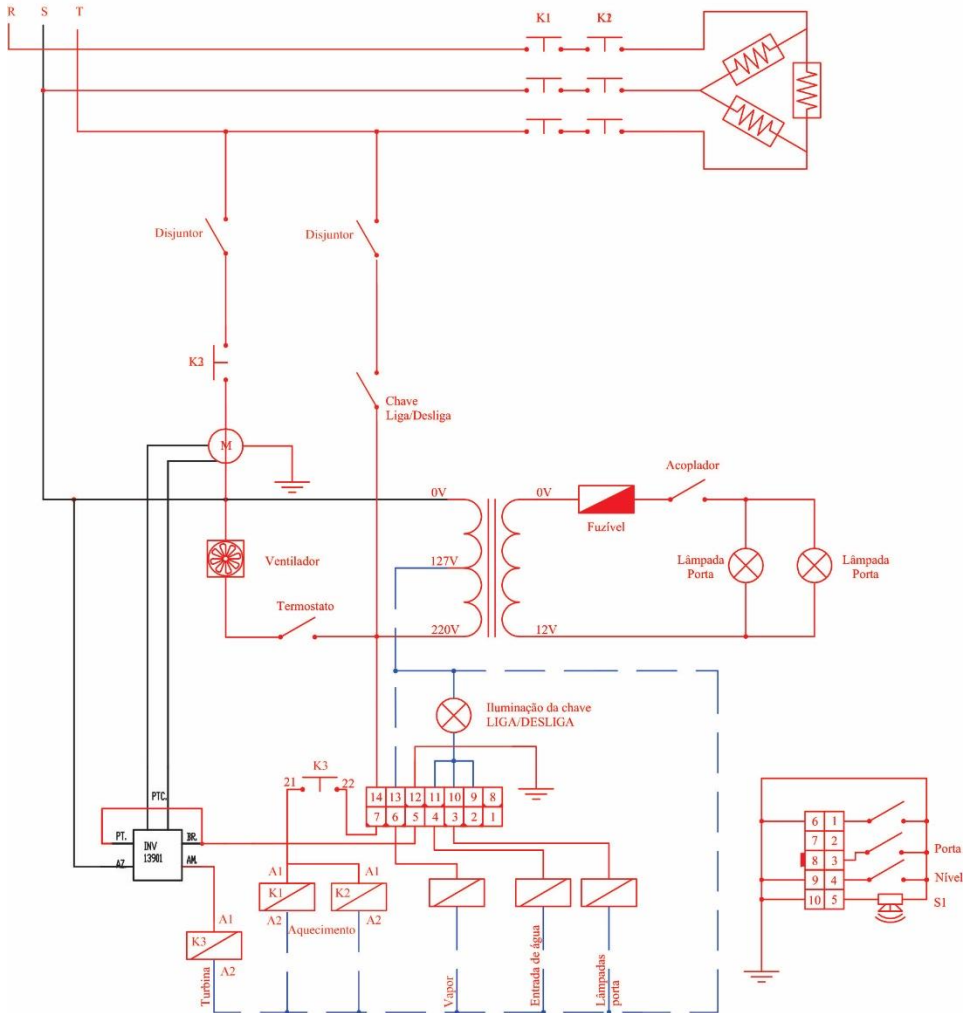 R S T
K1 K2
Disjuntor
Disjuntor
Chave
Liga/Desliga
M
0V
127V
220V
0V
12V
Fuzível
Acoplador
Lâmpada
Porta
Lâmpada
Porta
Ventilador
Termostato
Iluminação da chave
LIGA/DESLIGA
K3
21 22
14 13 12 11 10 9 8
7 6 5 4 3 2 1
PTC.
PT. BR.
INV
13901
AZ. AM.
A1 A1
K1 K2
A2 A2
Aquecimento
A1
K3
A2
Turbina
Vapor
Entrada de água
Lâmpadas
porta
6 1
7 2
8 3
9 4
10 5
Porta
Nível
S1